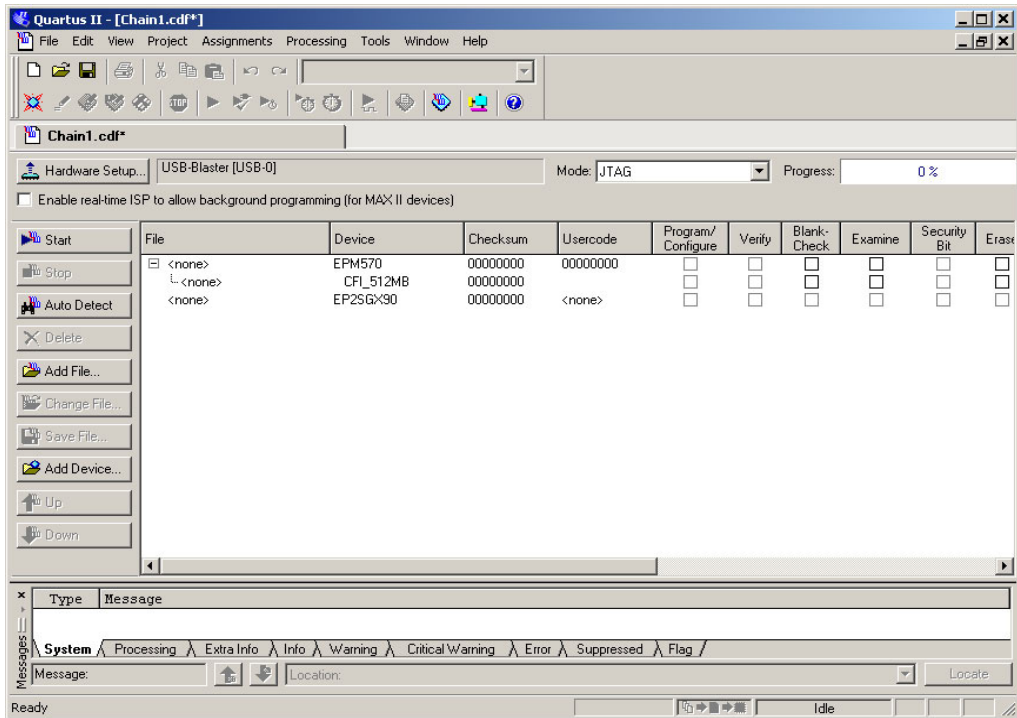 Quartus II - [Chain1.cdf*]
File Edit View Project Assignments Processing Tools Window Help
STOP
Chain1.cdf*
Hardware Setup... USB-Blaster [USB-0] Mode: JTAG Progress: 0 %
Enable real-time ISP to allow background programming (for MAX II devices)
Start
Stop
Auto Detect
Delete
Add File...
Change File...
Save File...
Add Device...
Up
Down
File Device Checksum Usercode Program/ Configure Verify Blank- Check Examine Security Bit Erase
<none> EPM570 00000000 00000000
<none> CFI_512MB 00000000
<none> EP2SGX90 00000000 <none>
Messages
Type Message
System Processing Extra Info Info Warning Critical Warning Error Suppressed Flag
Message: Location: Locate
Ready Idle